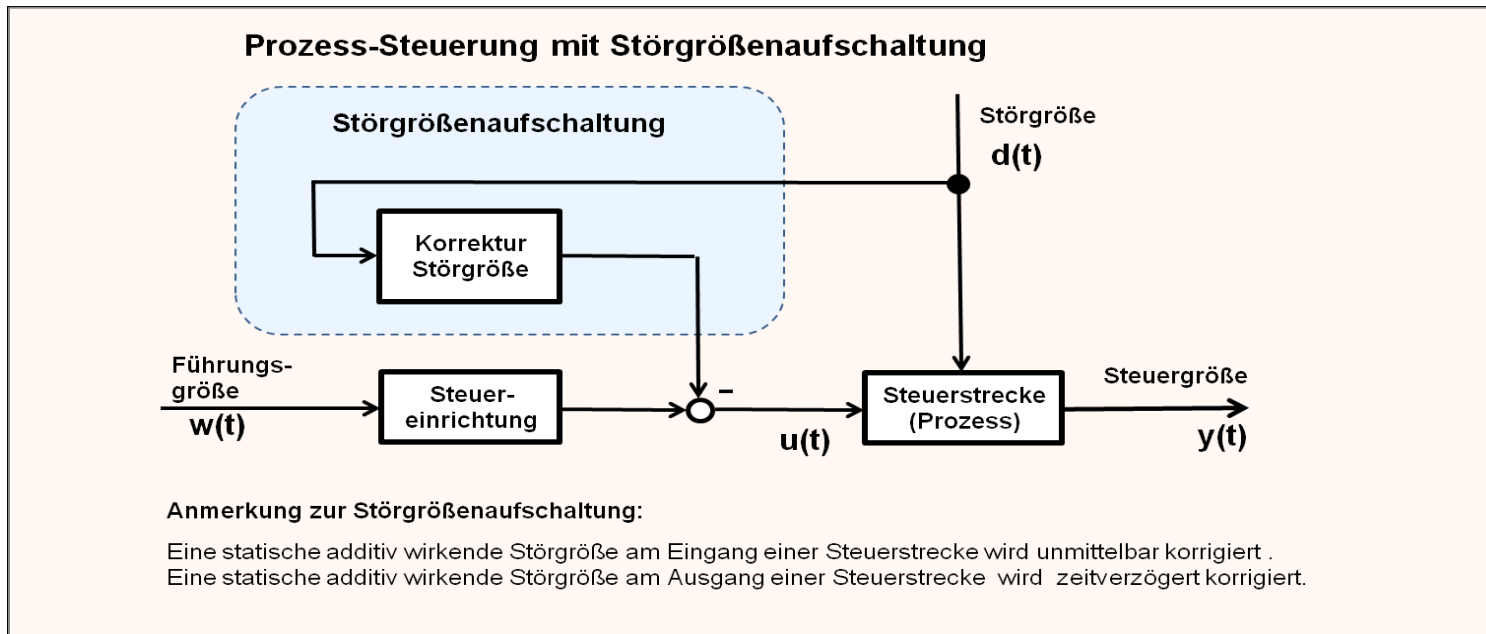 Prozess-Steuerung mit Störgrößenaufschaltung
Störgrößenaufschaltung
Störgröße
d(t)
Korrektur
Störgröße
Führungs-
größe
w(t)
Steuer-
einrichtung
–
u(t)
Steuerstrecke
(Prozess)
Steuergröße
y(t)
Anmerkung zur Störgrößenaufschaltung:
Eine statische additiv wirkende Störgröße am Eingang einer Steuerstrecke wird unmittelbar korrigiert .
Eine statische additiv wirkende Störgröße am Ausgang einer Steuerstrecke wird zeitverzögert korrigiert.